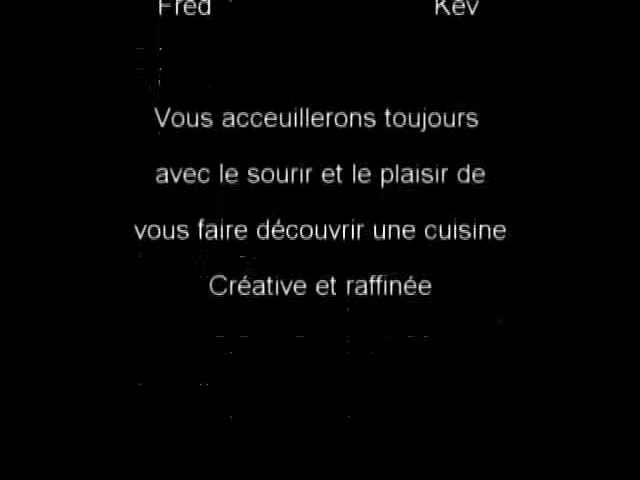 Fred Kev
Vous acceuillerons toujours
avec le sourir et le plaisir de
vous faire découvrir une cuisine
Créative et raffinée